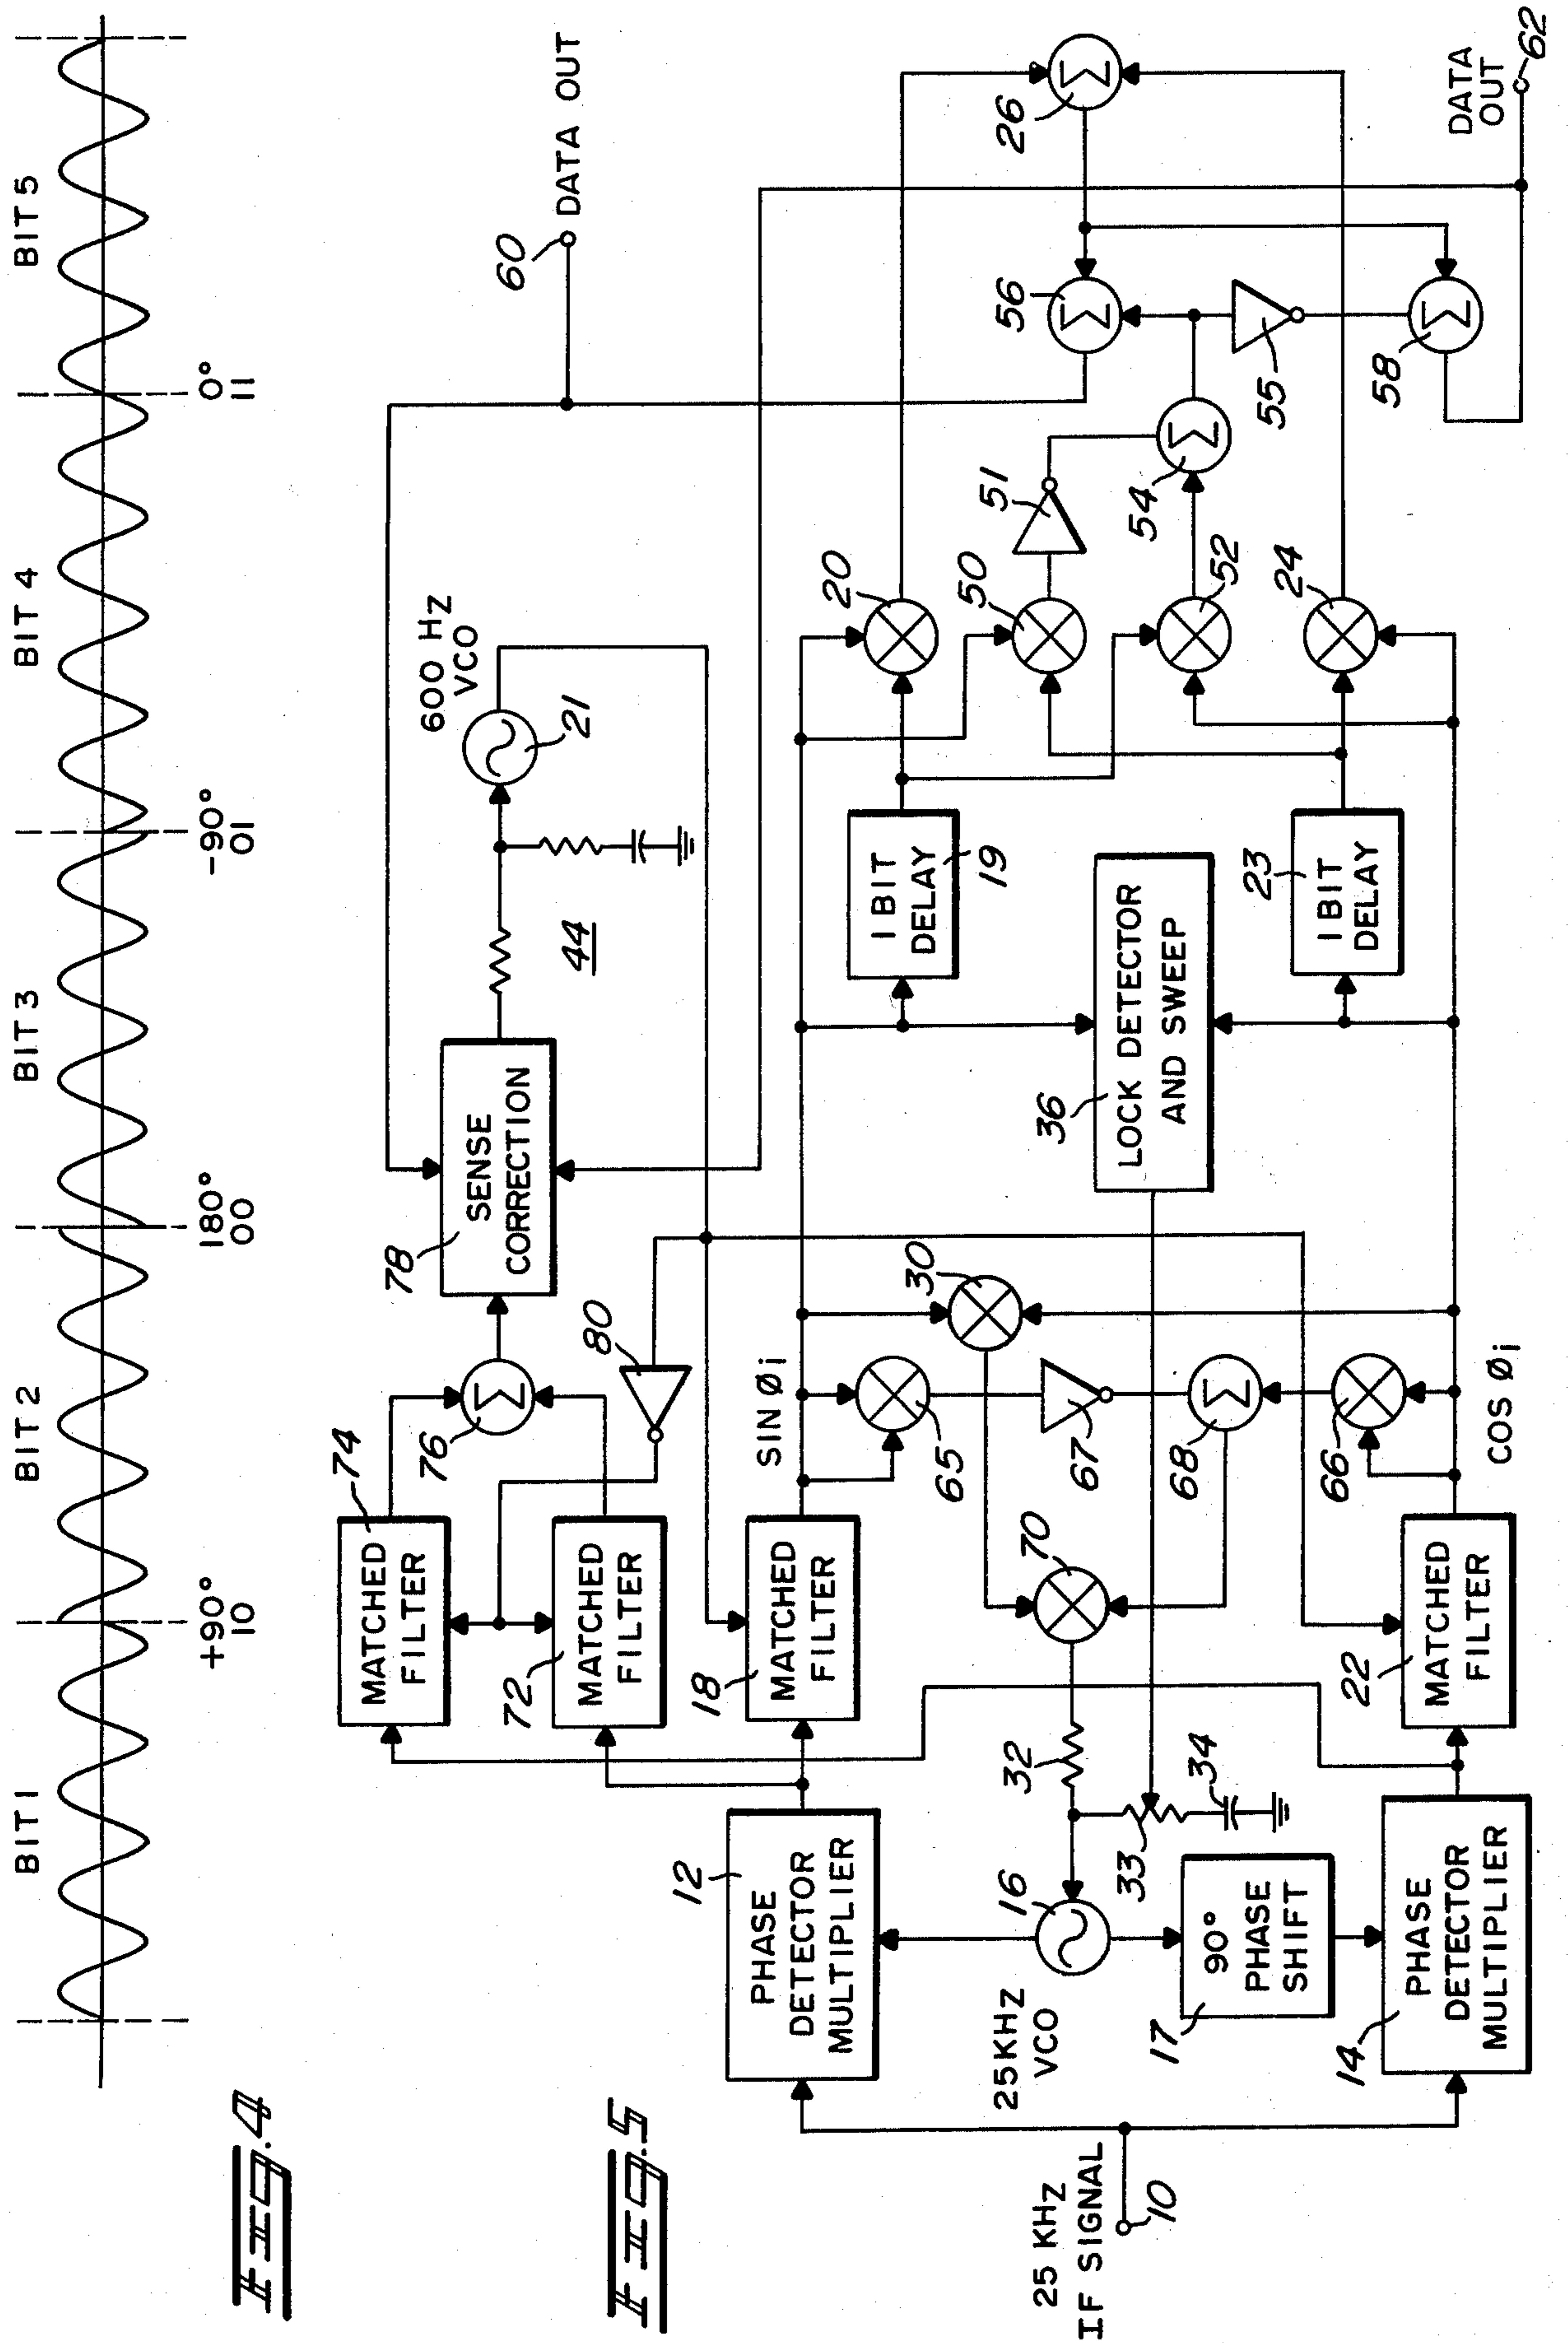 BIT 1
BIT 2
BIT 3
BIT 4
BIT 5
+90°
10
180°
00
-90°
01
0°
11
FIG.4
FIG.5
74
MATCHED
FILTER
76
78
SENSE
CORRECTION
44
600 HZ
VCO
21
60
DATA OUT
72
MATCHED
FILTER
80
12
PHASE
DETECTOR
MULTIPLIER
18
MATCHED
FILTER
SIN Øi
65
30
67
68
66
70
COS Øi
1 BIT
DELAY
19
36
LOCK DETECTOR
AND SWEEP
23
1 BIT
DELAY
20
50
51
52
54
24
55
56
58
26
DATA
OUT
62
25 KHZ
IF SIGNAL
10
25KHZ
VCO
16
32
33
34
17
90°
PHASE
SHIFT
14
PHASE
DETECTOR
MULTIPLIER
22
MATCHED
FILTER
Σ
Σ
Σ
Σ
Σ
Σ